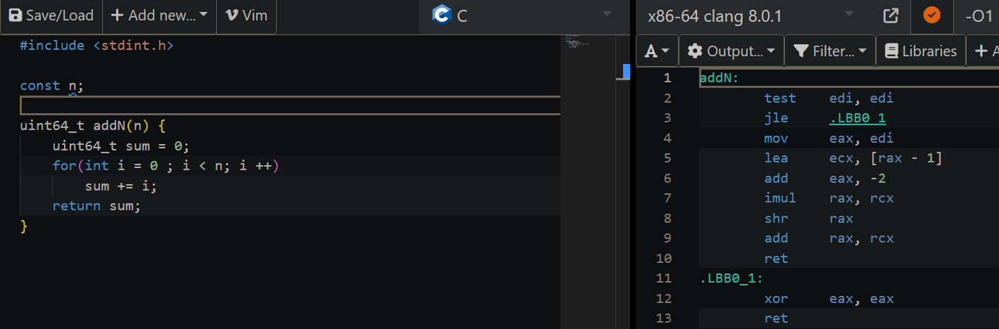 Save/Load + Add new... Vim C
#include <stdint.h>
const n;
uint64_t addN(n) {
uint64_t sum = 0;
for(int i = 0 ; i < n; i ++)
sum += i;
return sum;
}
x86-64 clang 8.0.1 -O1
A Output... Filter... Libraries + A
1 addN:
2 test edi, edi
3 jle .LBB0_1
4 mov eax, edi
5 lea ecx, [rax - 1]
6 add eax, -2
7 imul rax, rcx
8 shr rax
9 add rax, rcx
10 ret
11 .LBB0_1:
12 xor eax, eax
13 ret